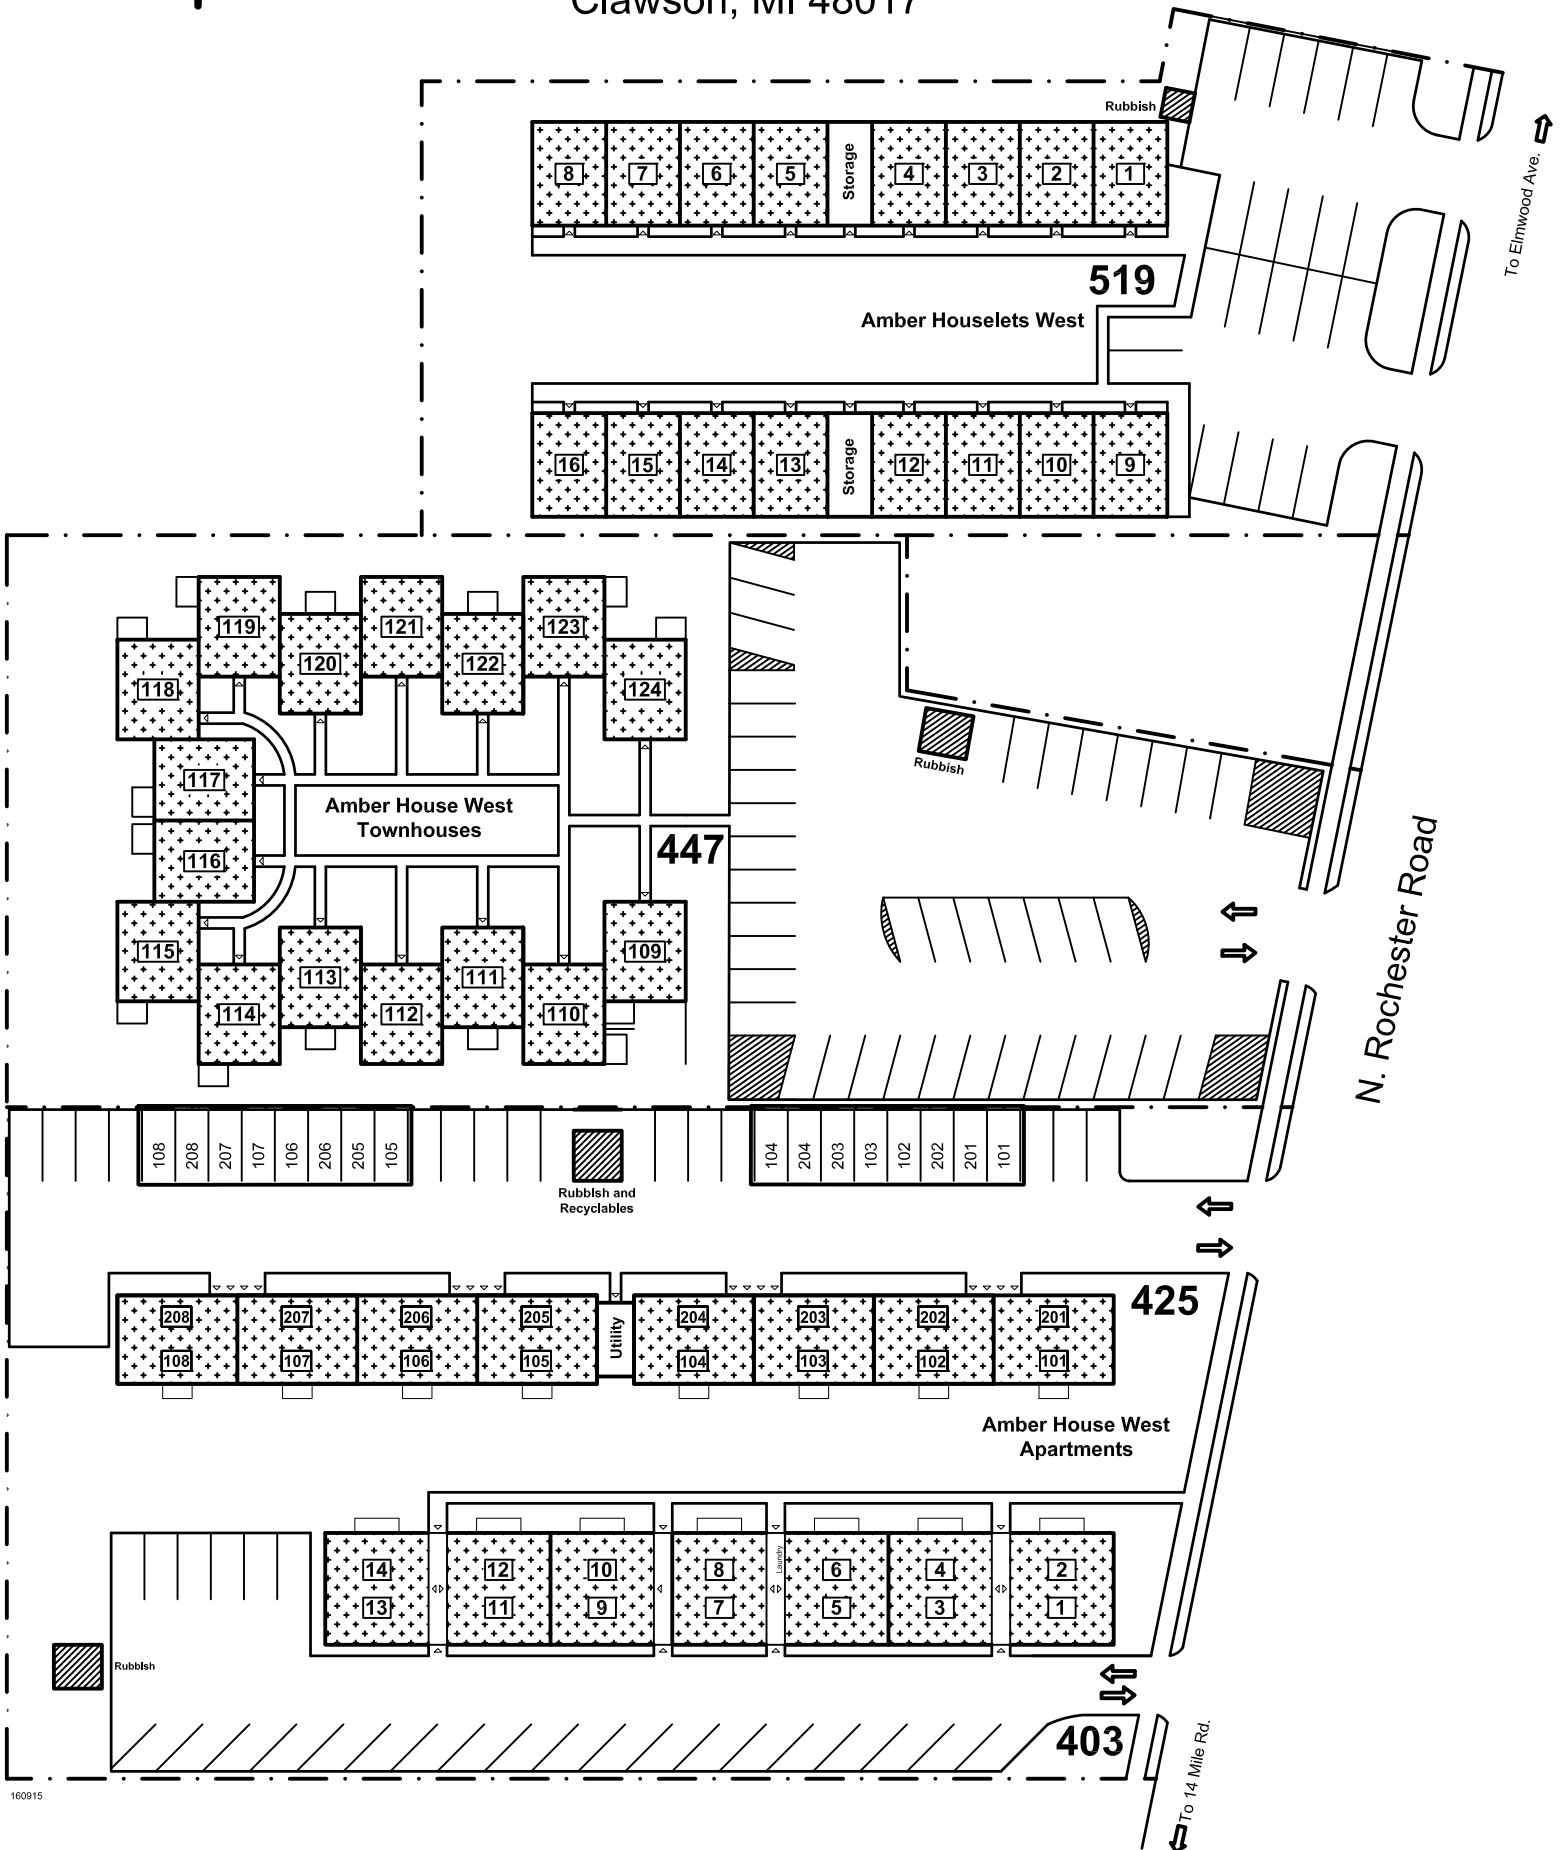 Clawson, MI 48017
Rubbish
To Elmwood Ave.
8 7 6 5 Storage 4 3 2 1
519
Amber Houselets West
16 15 14 13 Storage 12 11 10 9
119 121 123
120 122
118 124
117
Amber House West
Townhouses
116
447
Rubbish
115 113 111 109
114 112 110
N. Rochester Road
108 208 207 107 106 206 205 105
104 204 203 103 102 202 201 101
Rubbish and
Recyclables
208 207 206 205 Utility 204 203 202 201
108 107 106 105 104 103 102 101
425
Amber House West
Apartments
14 12 10 8 Laundry 6 4 2
13 11 9 7 5 3 1
Rubbish
403
To 14 Mile Rd.
160915